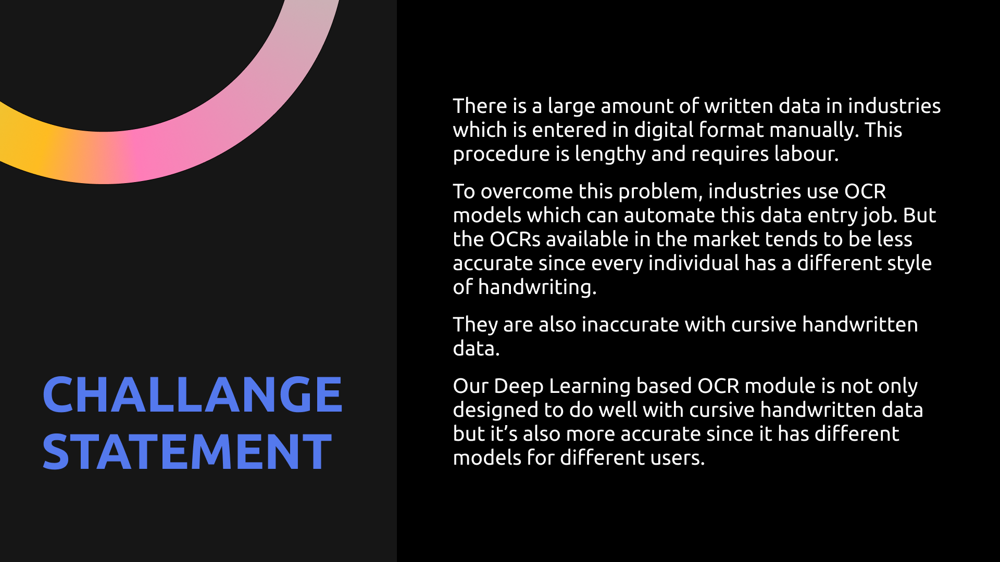 CHALLANGE
STATEMENT
There is a large amount of written data in industries
which is entered in digital format manually. This
procedure is lengthy and requires labour.
To overcome this problem, industries use OCR
models which can automate this data entry job. But
the OCRs available in the market tends to be less
accurate since every individual has a different style
of handwriting.
They are also inaccurate with cursive handwritten
data.
Our Deep Learning based OCR module is not only
designed to do well with cursive handwritten data
but it’s also more accurate since it has different
models for different users.